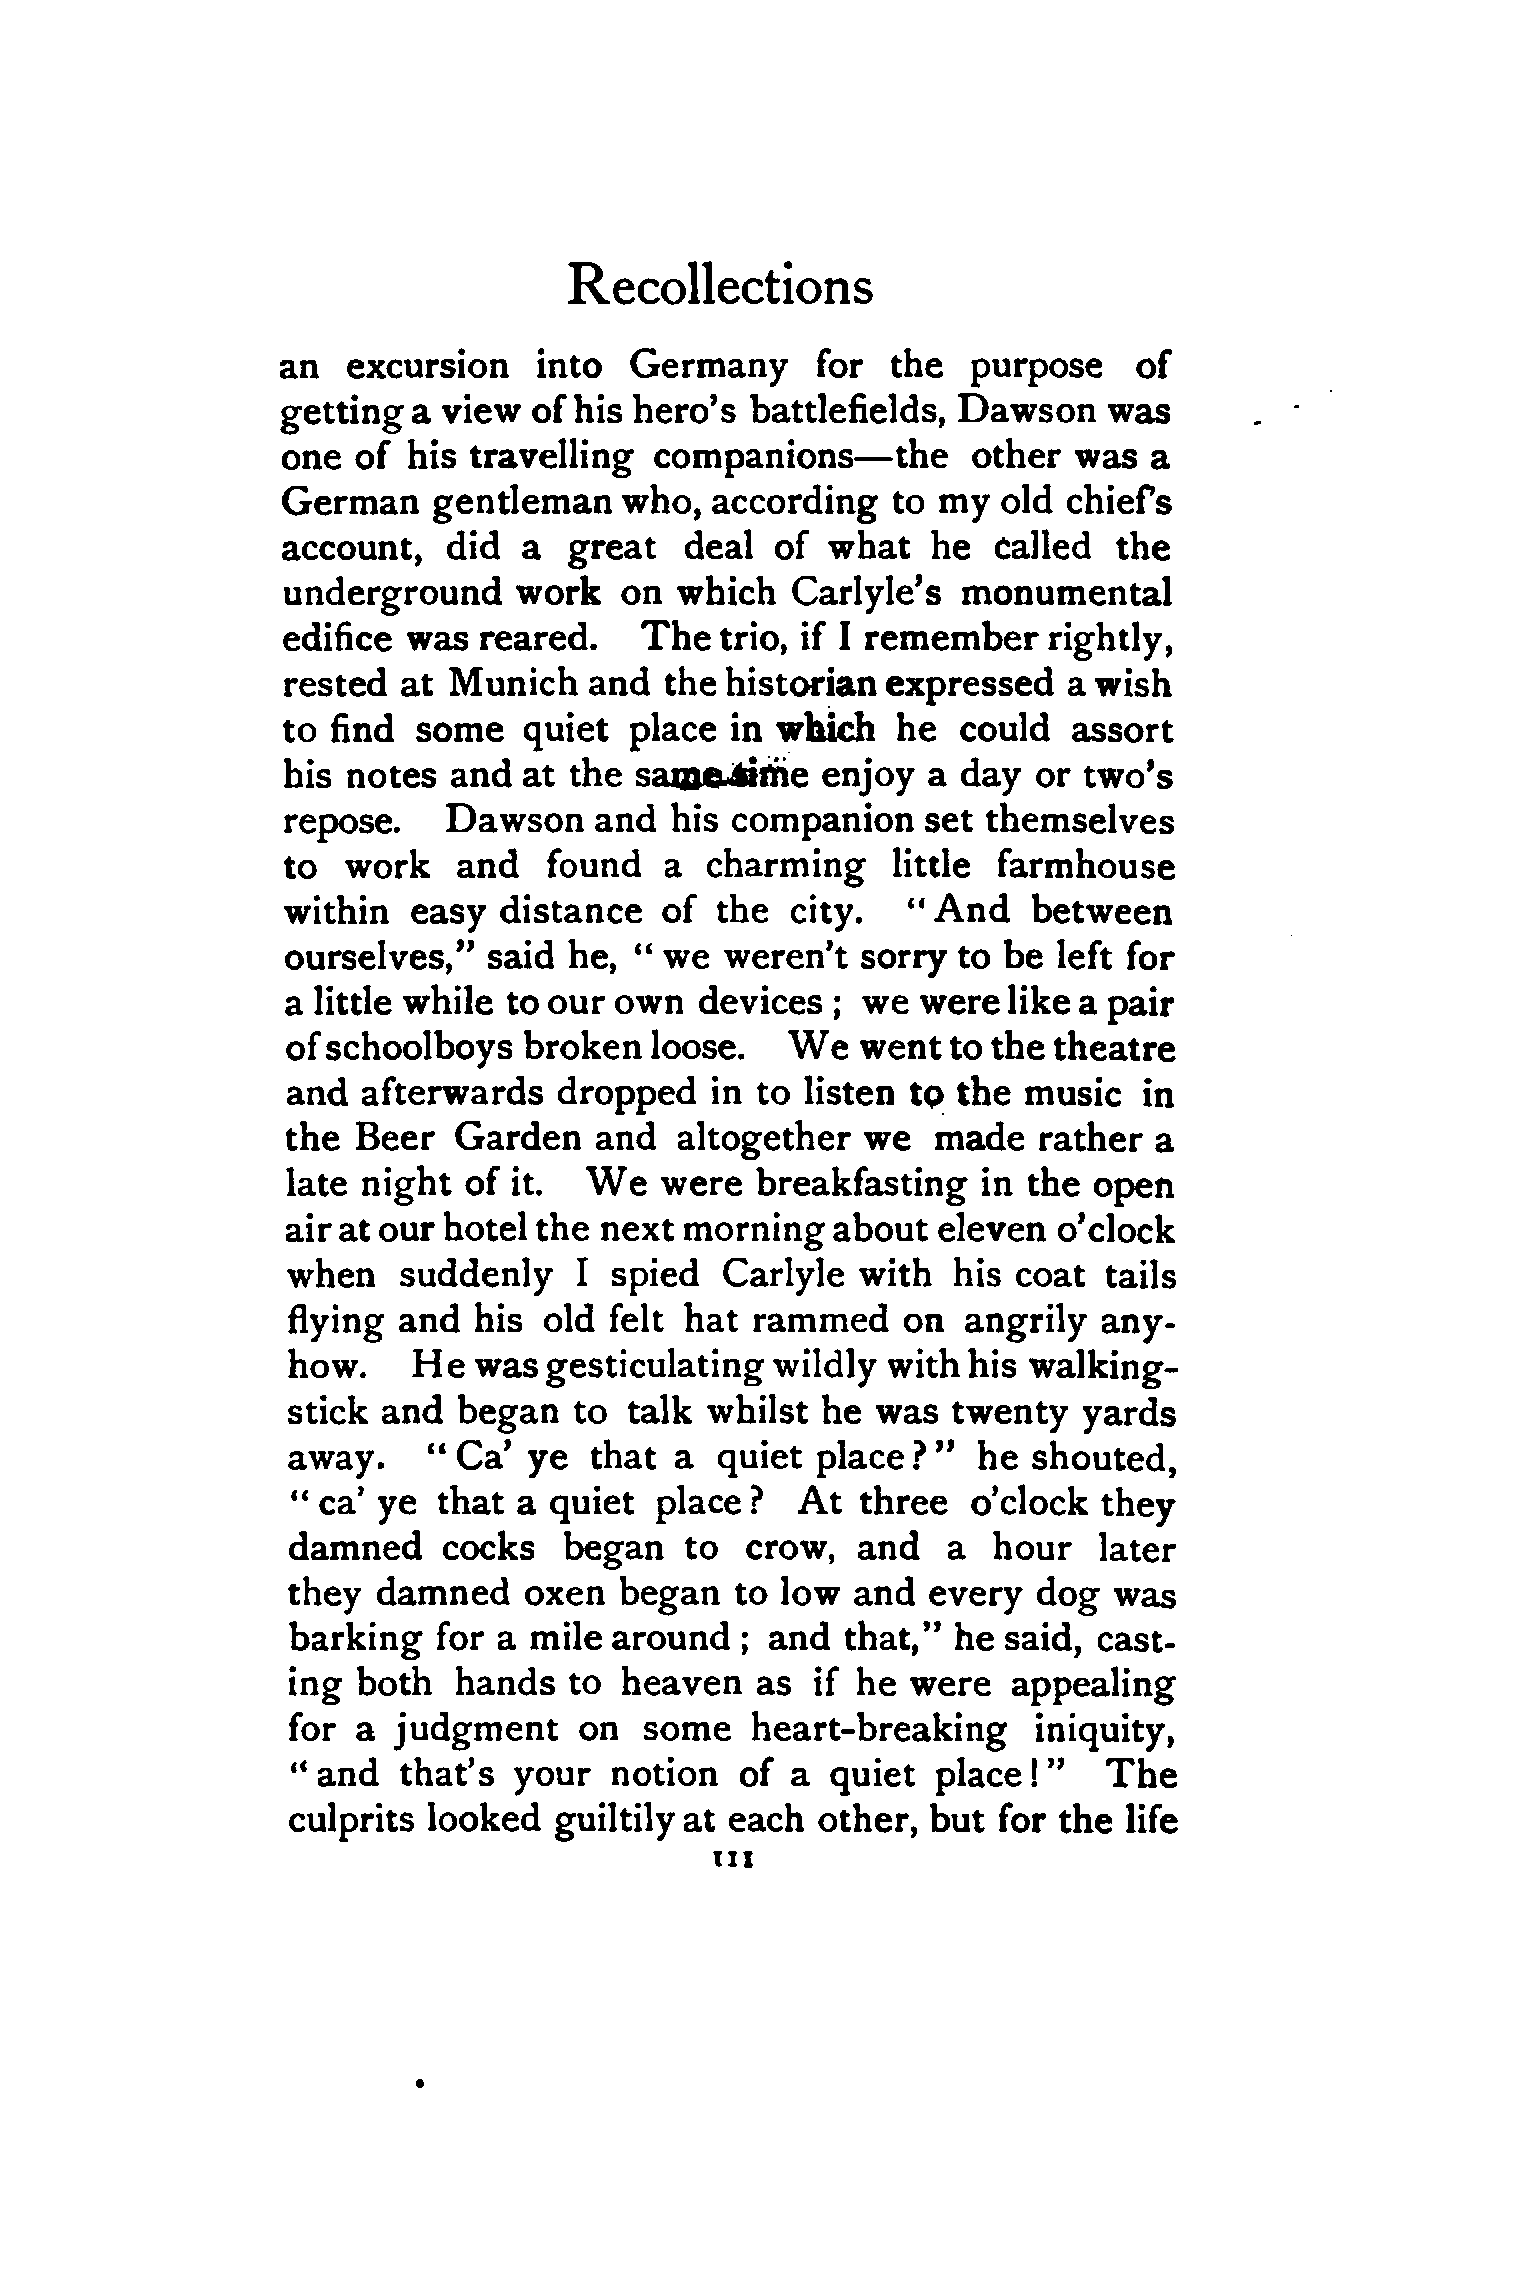 Recollections
an excursion into Germany for the purpose of
getting a view of his hero's battlefields, Dawson was
one of his travelling companions—the other was a
German gentleman who, according to my old chief's
account, did a great deal of what he called the
underground work on which Carlyle's monumental
edifice was reared. The trio, if I remember rightly,
rested at Munich and the historian expressed a wish
to find some quiet place in which he could assort
his notes and at the same time enjoy a day or two's
repose. Dawson and his companion set themselves
to work and found a charming little farmhouse
within easy distance of the city. "And between
ourselves," said he, "we weren't sorry to be left for
a little while to our own devices; we were like a pair
of schoolboys broken loose. We went to the theatre
and afterwards dropped in to listen to the music in
the Beer Garden and altogether we made rather a
late night of it. We were breakfasting in the open
air at our hotel the next morning about eleven o'clock
when suddenly I spied Carlyle with his coat tails
flying and his old felt hat rammed on angrily any-
how. He was gesticulating wildly with his walking-
stick and began to talk whilst he was twenty yards
away. "Ca' ye that a quiet place?" he shouted,
"ca' ye that a quiet place? At three o'clock they
damned cocks began to crow, and a hour later
they damned oxen began to low and every dog was
barking for a mile around; and that," he said, cast-
ing both hands to heaven as if he were appealing
for a judgment on some heart-breaking iniquity,
"and that's your notion of a quiet place!" The
culprits looked guiltily at each other, but for the life
111